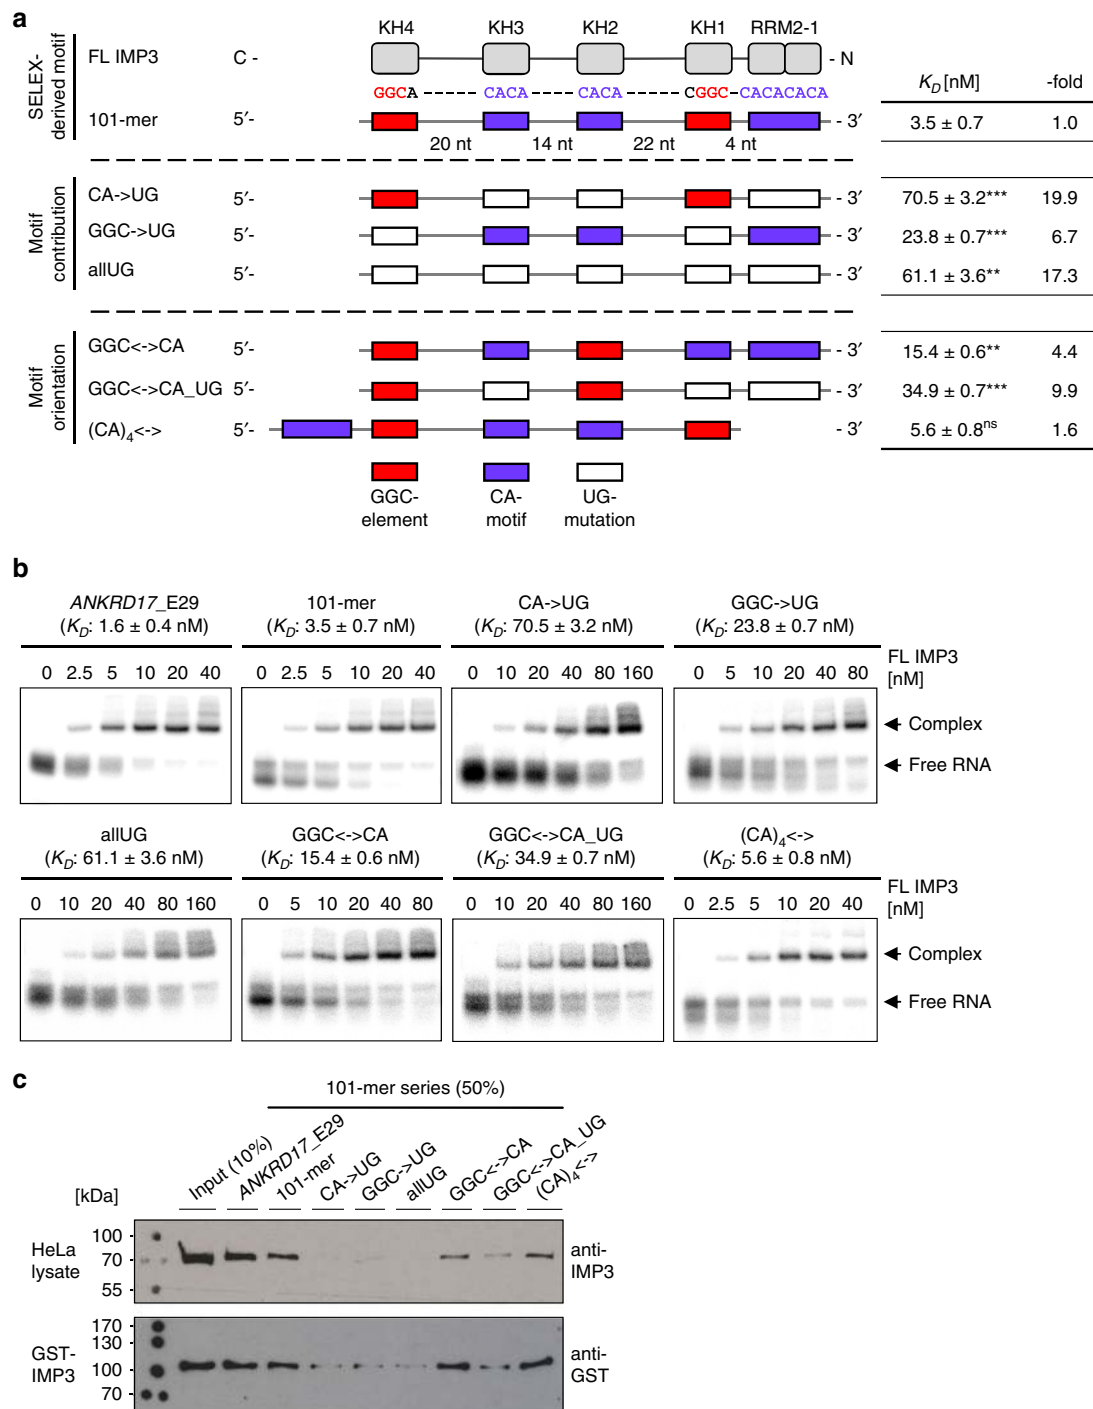 a
SELEX-derived motif
KH4 KH3 KH2 KH1 RRM2-1
FL IMP3 C - - N
GGCA CACA CACA CGGC CACACACA
K_D [nM] -fold
101-mer 5′- - 3′ 3.5 ± 0.7 1.0
20 nt 14 nt 22 nt 4 nt
Motif contribution
CA->UG 5′- - 3′ 70.5 ± 3.2*** 19.9
GGC->UG 5′- - 3′ 23.8 ± 0.7*** 6.7
allUG 5′- - 3′ 61.1 ± 3.6** 17.3
Motif orientation
GGC<->CA 5′- - 3′ 15.4 ± 0.6** 4.4
GGC<->CA_UG 5′- - 3′ 34.9 ± 0.7*** 9.9
(CA)4<-> 5′- - 3′ 5.6 ± 0.8ns 1.6
GGC- CA- UG-
element motif mutation
b
ANKRD17_E29 101-mer CA->UG GGC->UG
(K_D: 1.6 ± 0.4 nM) (K_D: 3.5 ± 0.7 nM) (K_D: 70.5 ± 3.2 nM) (K_D: 23.8 ± 0.7 nM)
FL IMP3
0 2.5 5 10 20 40 0 2.5 5 10 20 40 0 10 20 40 80 160 0 5 10 20 40 80 [nM]
Complex
Free RNA
allUG GGC<->CA GGC<->CA_UG (CA)4<->
(K_D: 61.1 ± 3.6 nM) (K_D: 15.4 ± 0.6 nM) (K_D: 34.9 ± 0.7 nM) (K_D: 5.6 ± 0.8 nM)
FL IMP3
0 10 20 40 80 160 0 5 10 20 40 80 0 10 20 40 80 160 0 2.5 5 10 20 40 [nM]
Complex
Free RNA
c
101-mer series (50%)
[kDa] Input (10%) ANKRD17_E29 101-mer CA->UG GGC->UG allUG GGC<->CA GGC<->CA_UG (CA)4<->
HeLa lysate
100
70
55
anti-IMP3
GST-IMP3
170
130
100
70
anti-GST